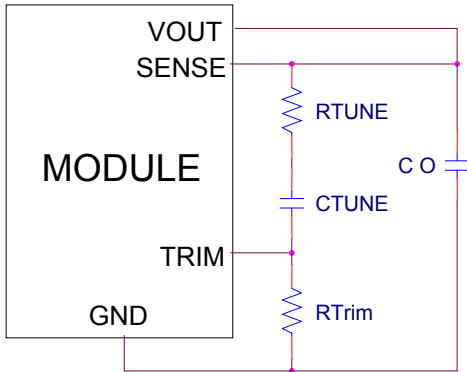 VOUT
SENSE
RTUNE
MODULE
C O
CTUNE
TRIM
GND
RTrim